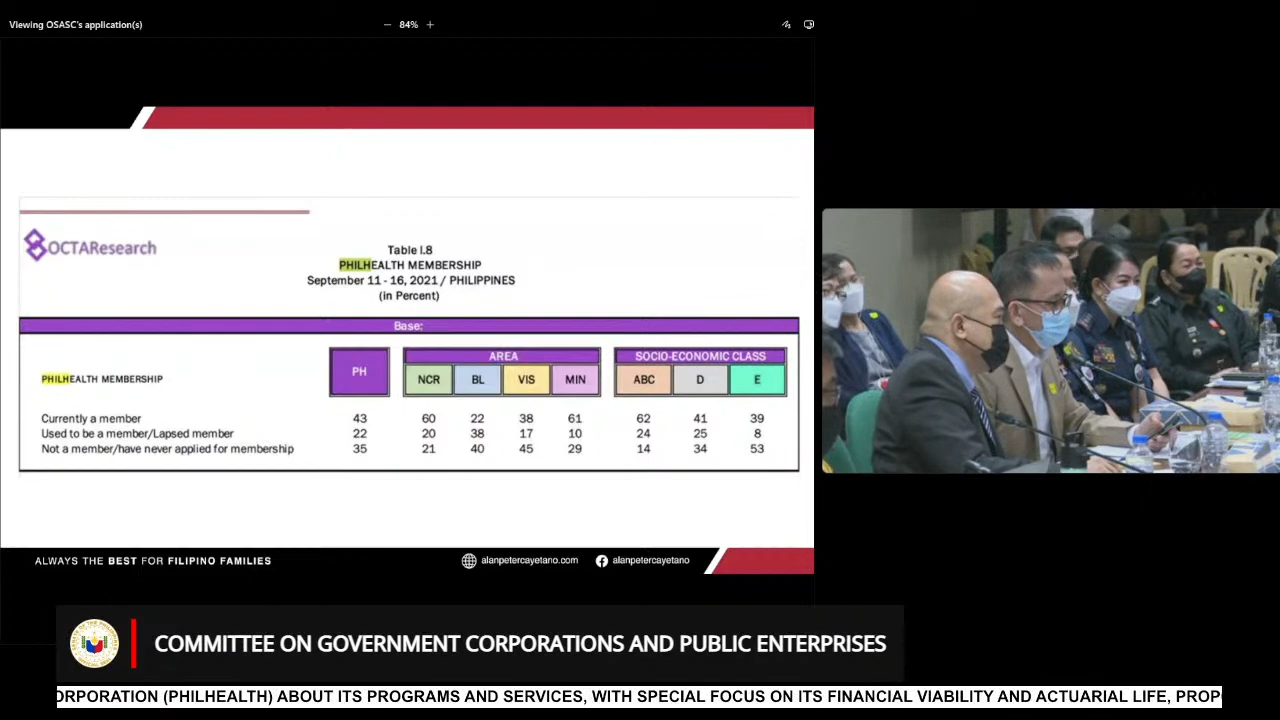 Viewing OSASC's application(s)
− 84% +
OCTAResearch
Table I.8
PHILHEALTH MEMBERSHIP
September 11 - 16, 2021 / PHILIPPINES
(in Percent)
Base:
AREA SOCIO-ECONOMIC CLASS
PHILHEALTH MEMBERSHIP PH NCR BL VIS MIN ABC D E
Currently a member 43 60 22 38 61 62 41 39
Used to be a member/Lapsed member 22 20 38 17 10 24 25 8
Not a member/have never applied for membership 35 21 40 45 29 14 34 53
ALWAYS THE BEST FOR FILIPINO FAMILIES alanpetercayetano.com alanpetercayetano
COMMITTEE ON GOVERNMENT CORPORATIONS AND PUBLIC ENTERPRISES
ORPORATION (PHILHEALTH) ABOUT ITS PROGRAMS AND SERVICES, WITH SPECIAL FOCUS ON ITS FINANCIAL VIABILITY AND ACTUARIAL LIFE, PROP